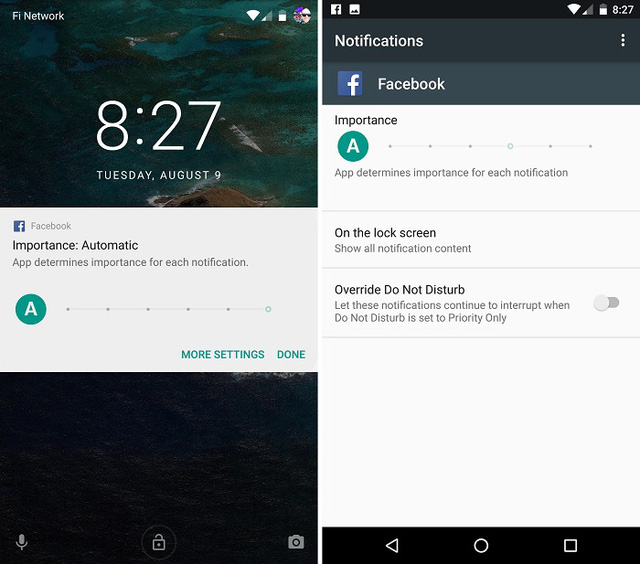 Fi Network
8:27
TUESDAY, AUGUST 9
Facebook
Importance: Automatic
App determines importance for each notification.
A
MORE SETTINGS DONE
8:27
Notifications
Facebook
Importance
A
App determines importance for each notification
On the lock screen
Show all notification content
Override Do Not Disturb
Let these notifications continue to interrupt when
Do Not Disturb is set to Priority Only